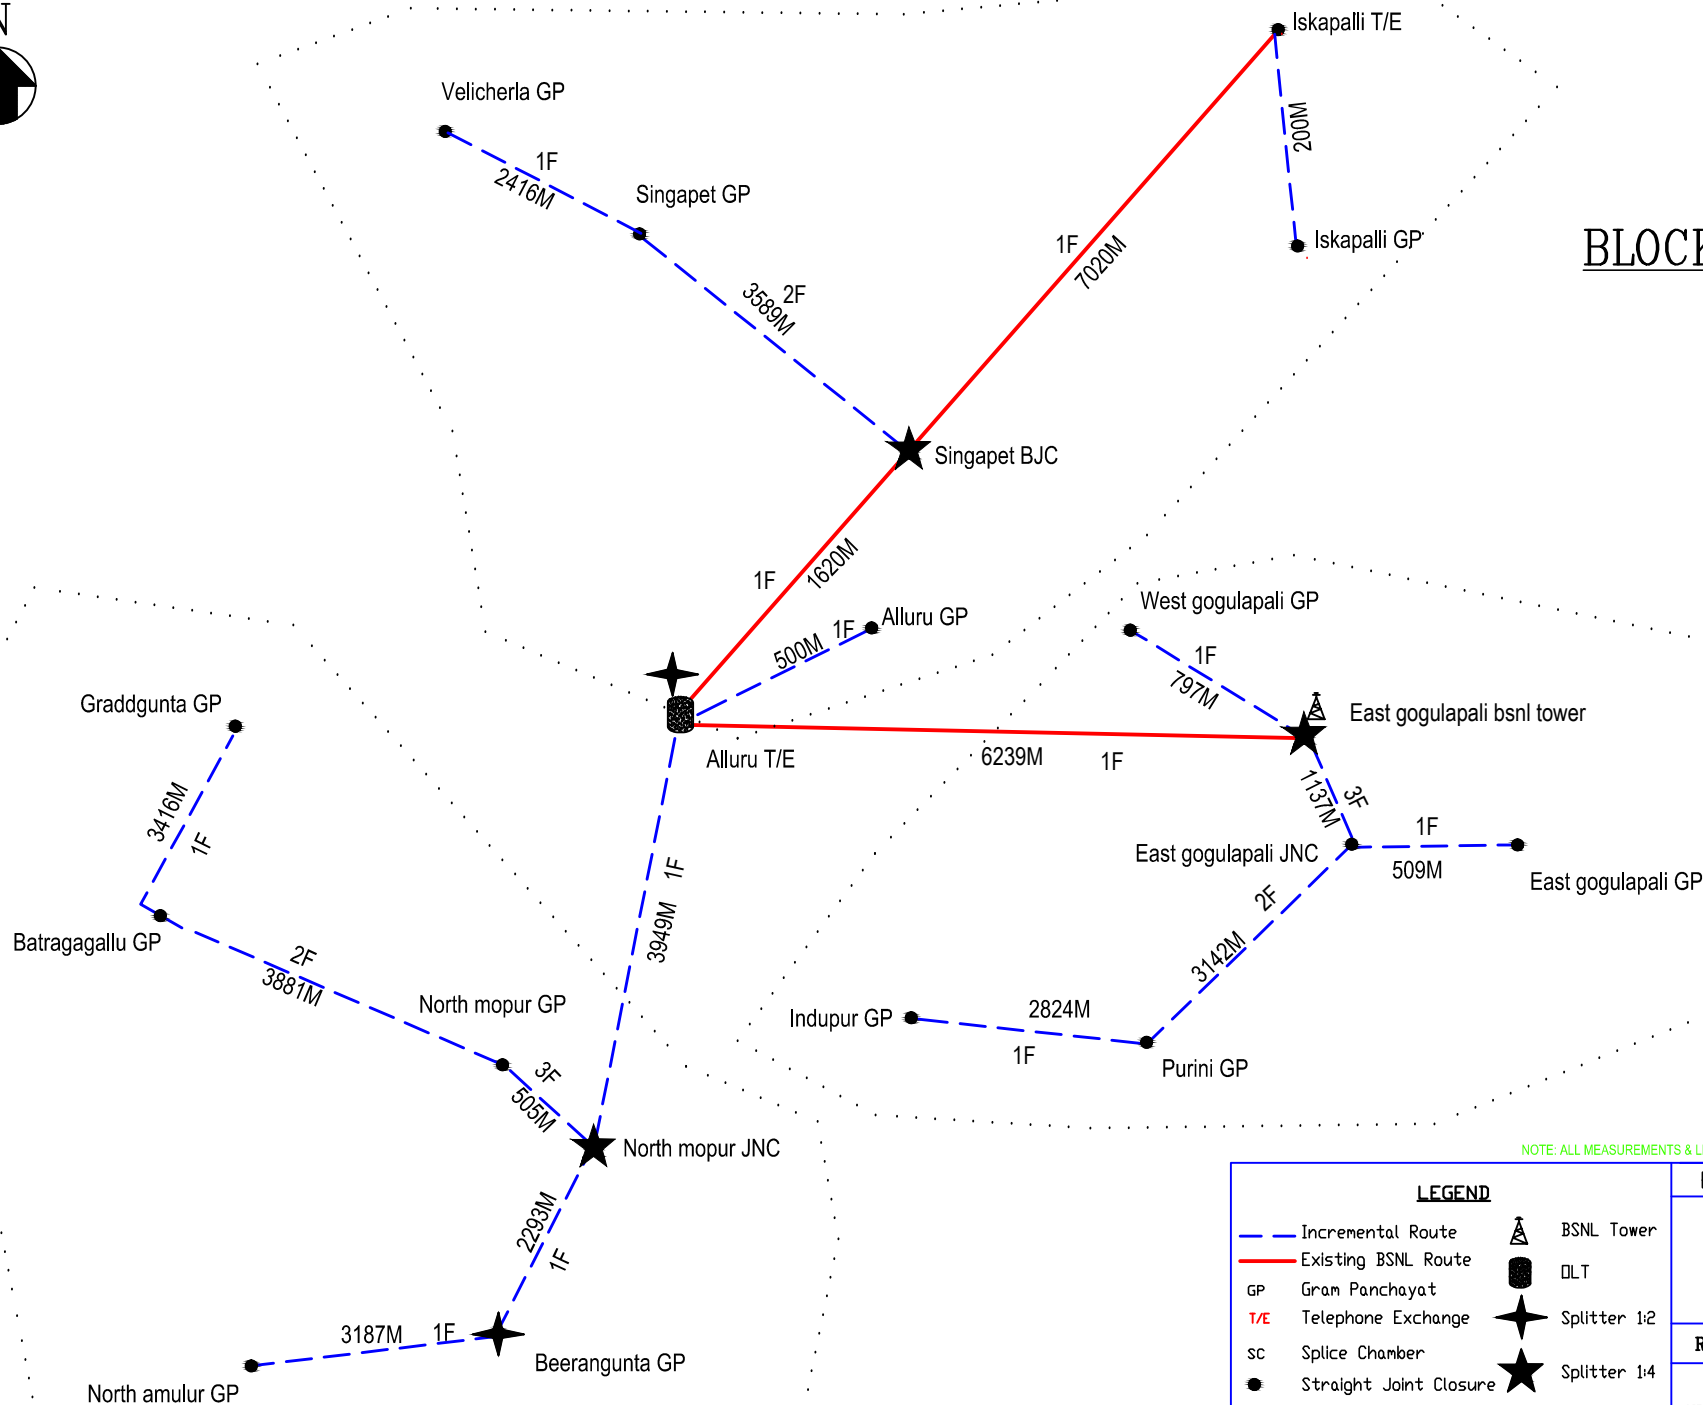 N
Iskapalli T/E
Velicherla GP
200M
1F
2416M
Singapet GP
Iskapalli GP
1F
7020M
BLOCK
2F
3589M
Singapet BJC
1F
1620M
West gogulapali GP
Alluru GP
1F
500M
1F
797M
Graddgunta GP
East gogulapali bsnl tower
Alluru T/E
6239M
1F
1137M
3F
3416M
1F
1F
East gogulapali JNC
509M
East gogulapali GP
1F
3949M
2F
3142M
Batragagallu GP
2F
3881M
North mopur GP
Indupur GP
2824M
1F
Purini GP
3F
505M
North mopur JNC
2293M
1F
3187M
1F
Beerangunta GP
North amulur GP
NOTE: ALL MEASUREMENTS & L
LEGEND
Incremental Route
BSNL Tower
Existing BSNL Route
OLT
GP Gram Panchayat
T/E Telephone Exchange
Splitter 1:2
SC Splice Chamber
Straight Joint Closure
Splitter 1:4
R